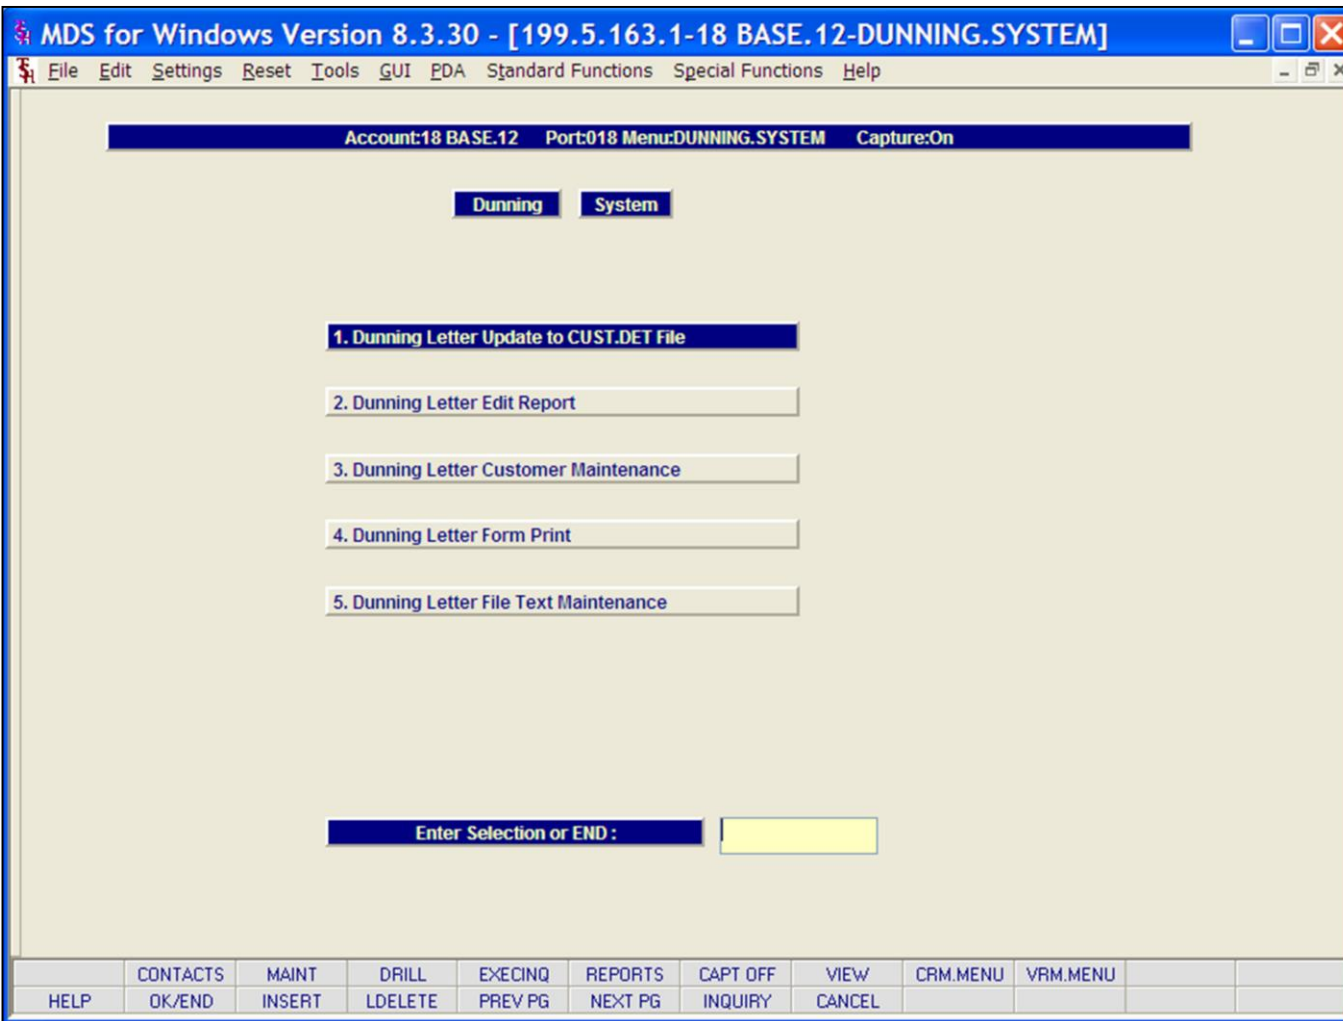 MDS for Windows Version 8.3.30 - [199.5.163.1-18 BASE.12-DUNNING.SYSTEM]
File Edit Settings Reset Tools GUI PDA Standard Functions Special Functions Help
Account:18 BASE.12 Port:018 Menu:DUNNING.SYSTEM Capture:On
Dunning System
1. Dunning Letter Update to CUST.DET File
2. Dunning Letter Edit Report
3. Dunning Letter Customer Maintenance
4. Dunning Letter Form Print
5. Dunning Letter File Text Maintenance
Enter Selection or END :
CONTACTS MAINT DRILL EXECINQ REPORTS CAPT OFF VIEW CRM.MENU VRM.MENU
HELP OK/END INSERT LDELETE PREV PG NEXT PG INQUIRY CANCEL